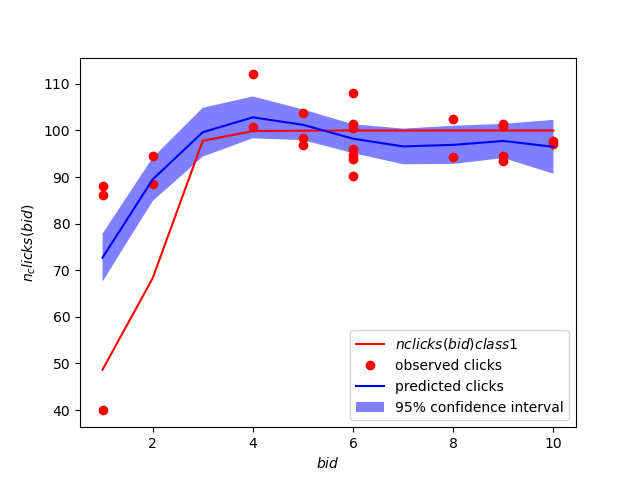 110
100
90
80
70
60
50
40
n_clicks(bid)
2
4
6
8
10
bid
nclicks(bid)class1
observed clicks
predicted clicks
95% confidence interval